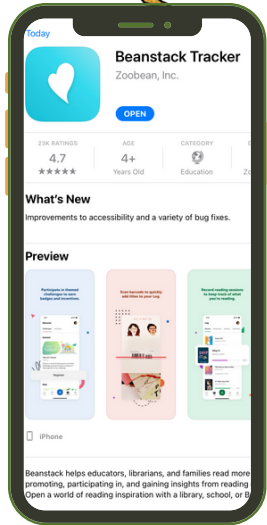 Today
Beanstack Tracker
Zoobean, Inc.
OPEN
23K RATINGS
AGE
CATEGORY
4.7
4+
Years Old
Education
What's New
Improvements to accessibility and a variety of bug fixes.
Preview
Participate in themed
challenges to earn
badges and incentives.
Scan barcode to quickly
add titles to your Log
Record reading sessions
to keep track of what
you're reading
iPhone
Beanstack helps educators, librarians, and families read more
promoting, participating in, and gaining insights from reading
Open a world of reading inspiration with a library, school, or B